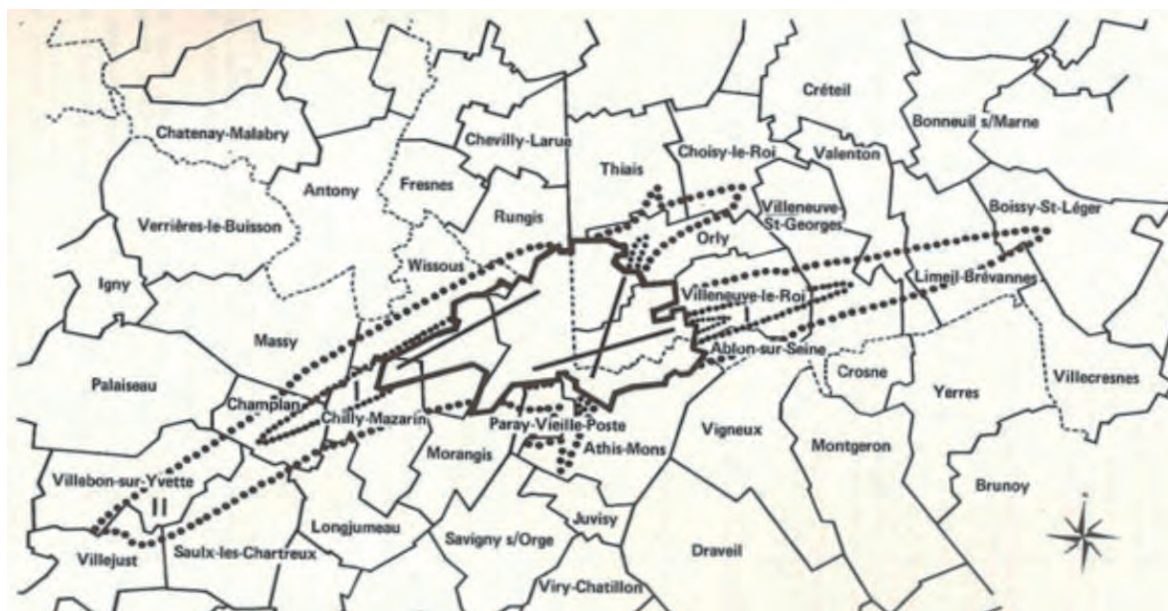 Créteil
Bonneuil s/Marne
Chatenay-Malabry
Chevilly-Larue
Choisy-le-Roi
Valenton
Thiais
Antony
Fresnes
Villeneuve-
St-Georges
Boissy-St-Léger
Rungis
Verrières-le-Buisson
Orly
Wissous
Limeil-Brévannes
Igny
Villeneuve-le-Roi
Massy
Ablon-sur-Seine
Palaiseau
Crosne
Villecresnes
Yerres
Champlan
I
Chilly-Mazarin
Paray-Vieille-Poste
Vigneux
Montgeron
Morangis
Athis-Mons
Villebon-sur-Yvette
II
Brunoy
Juvisy
Longjumeau
Savigny s/Orge
Draveil
Villejust
Saulx-les-Chartreux
Viry-Chatillon